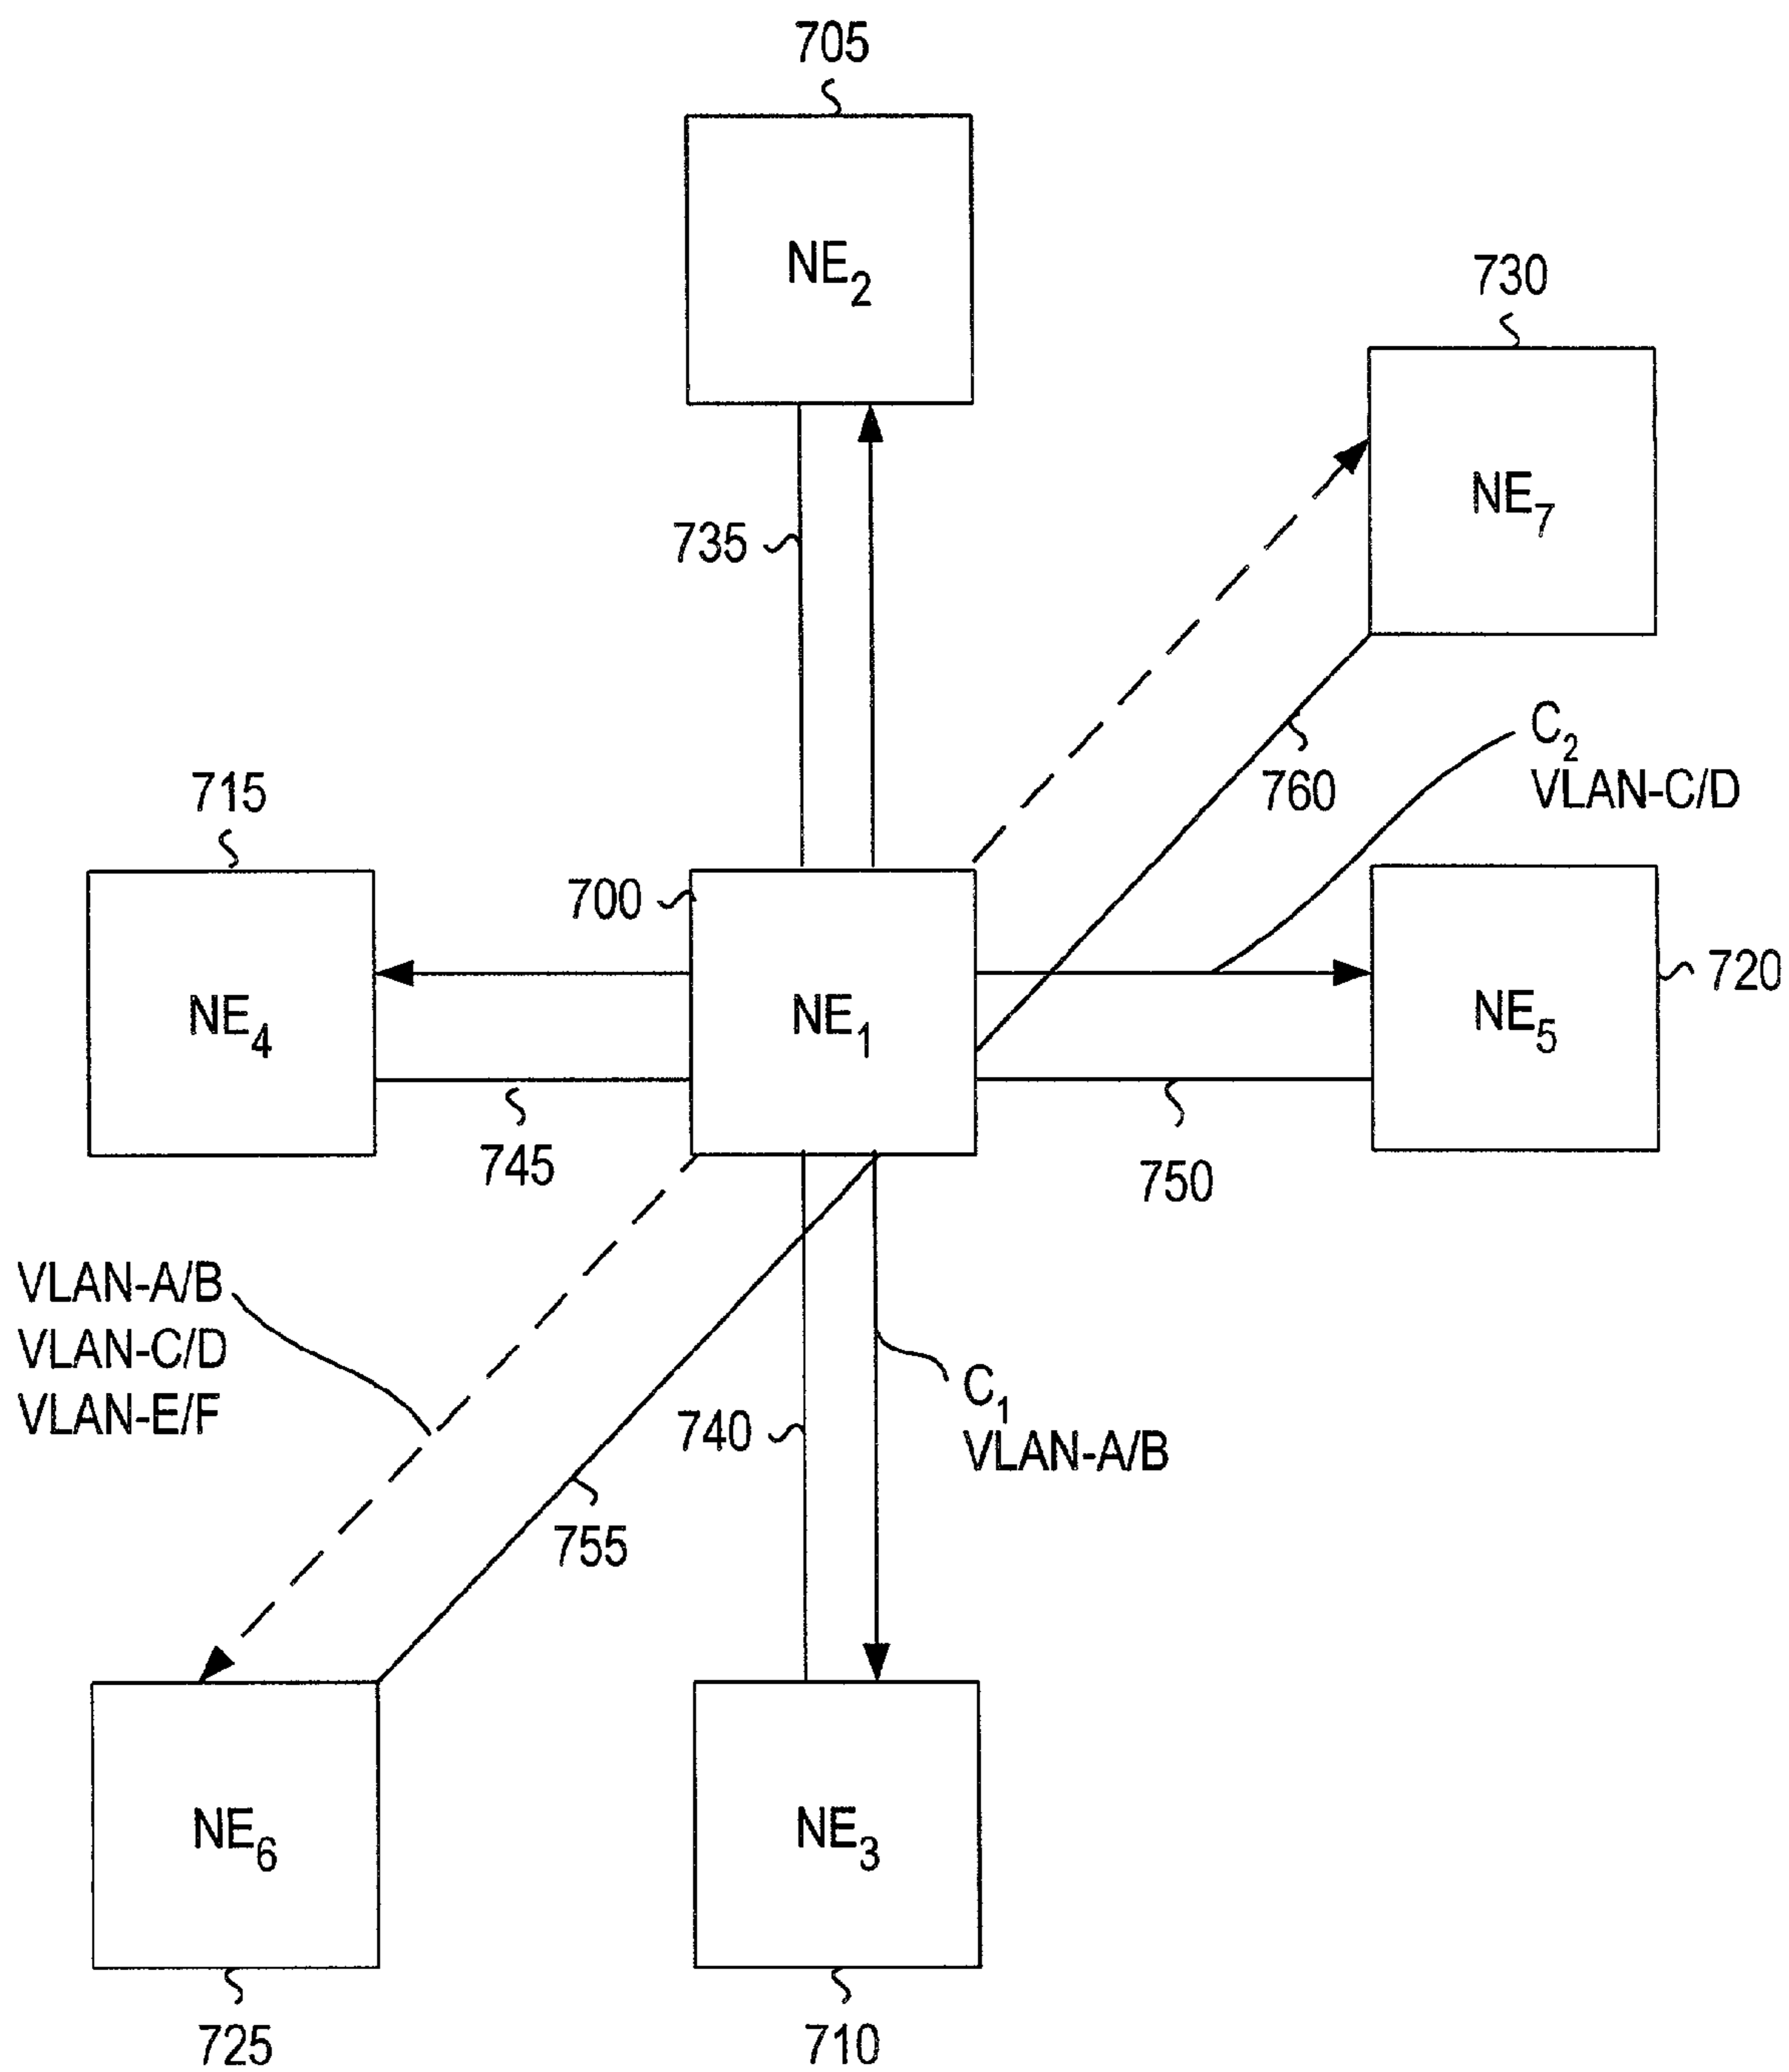 705
NE2
730
735
NE7
C2
VLAN-C/D
760
715
700
NE4
NE1
NE5
720
745
750
VLAN-A/B
VLAN-C/D
VLAN-E/F
C1
VLAN-A/B
740
755
NE6
NE3
725
710